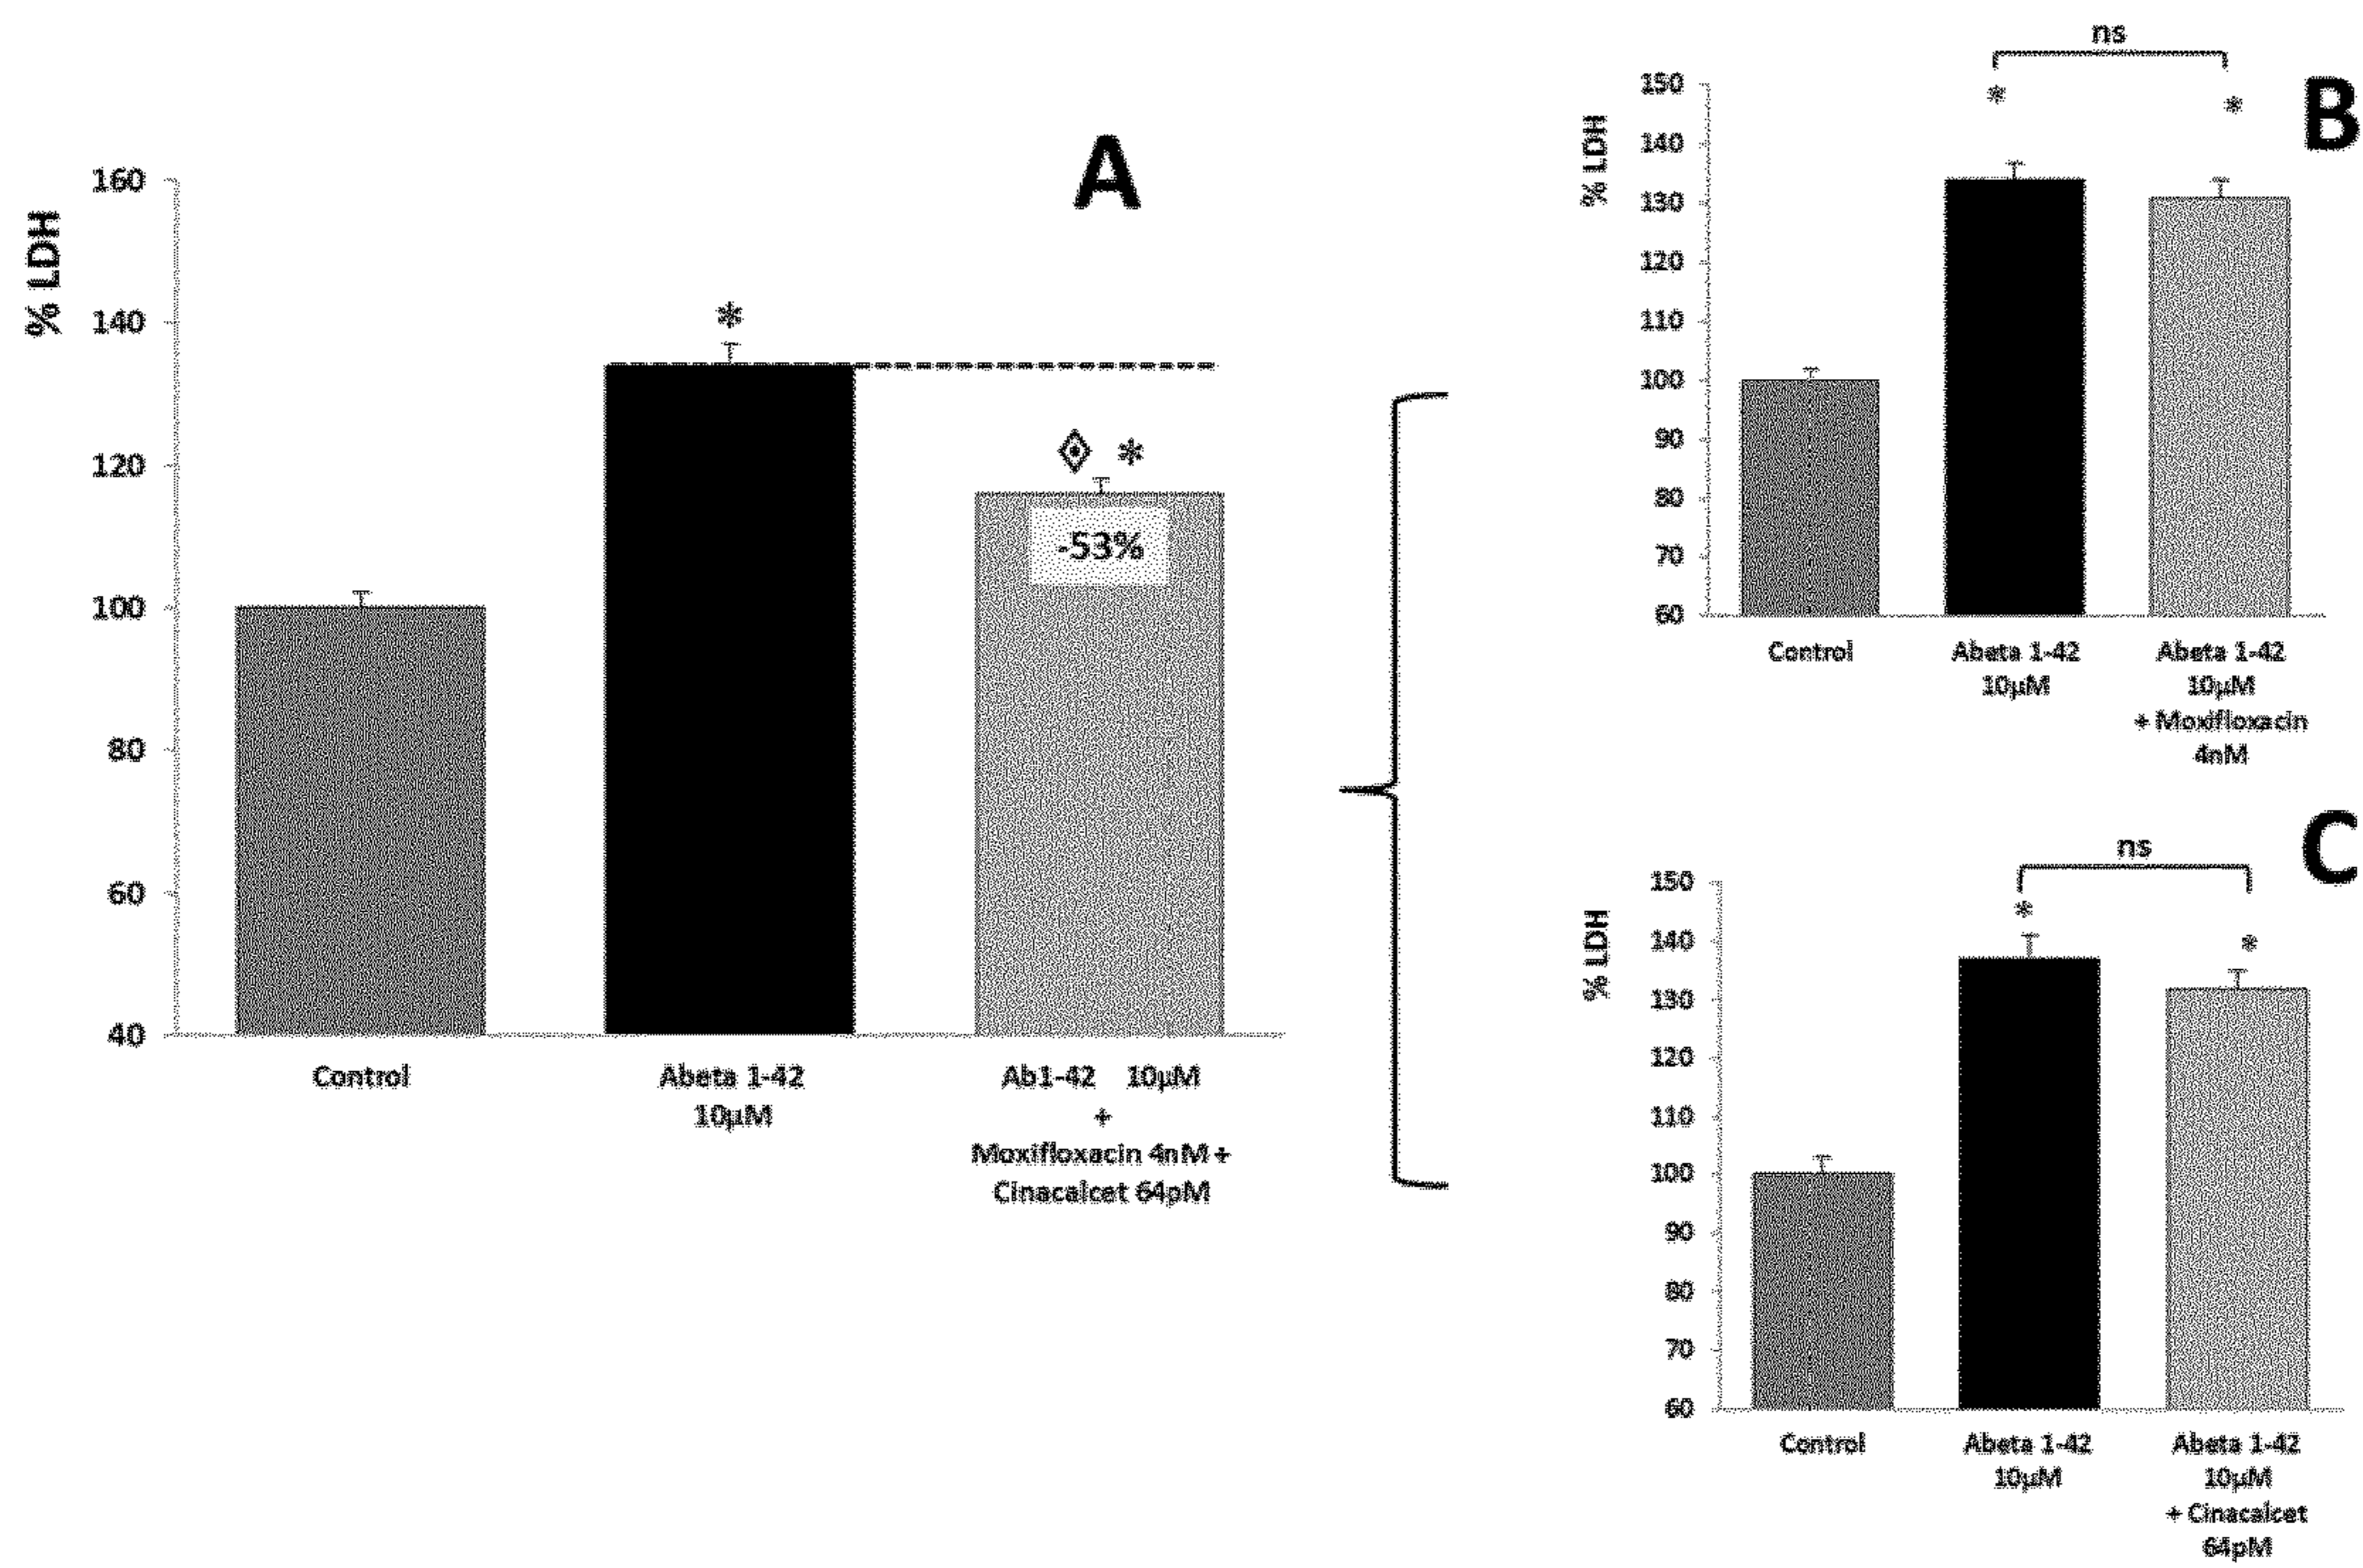 A
% LDH
160
140
120
100
80
60
40
*
◊ *
-53%
Control
Abeta 1-42
10µM
Ab1-42 10µM
+
Moxifloxacin 4nM +
Cinacalcet 64pM
B
ns
% LDH
150
140
130
120
110
100
90
80
70
60
*
*
Control
Abeta 1-42
10µM
Abeta 1-42
10µM
+ Moxifloxacin
4nM
C
ns
% LDH
150
140
130
120
110
100
90
80
70
60
*
*
Control
Abeta 1-42
10µM
Abeta 1-42
10µM
+ Cinacalcet
64pM